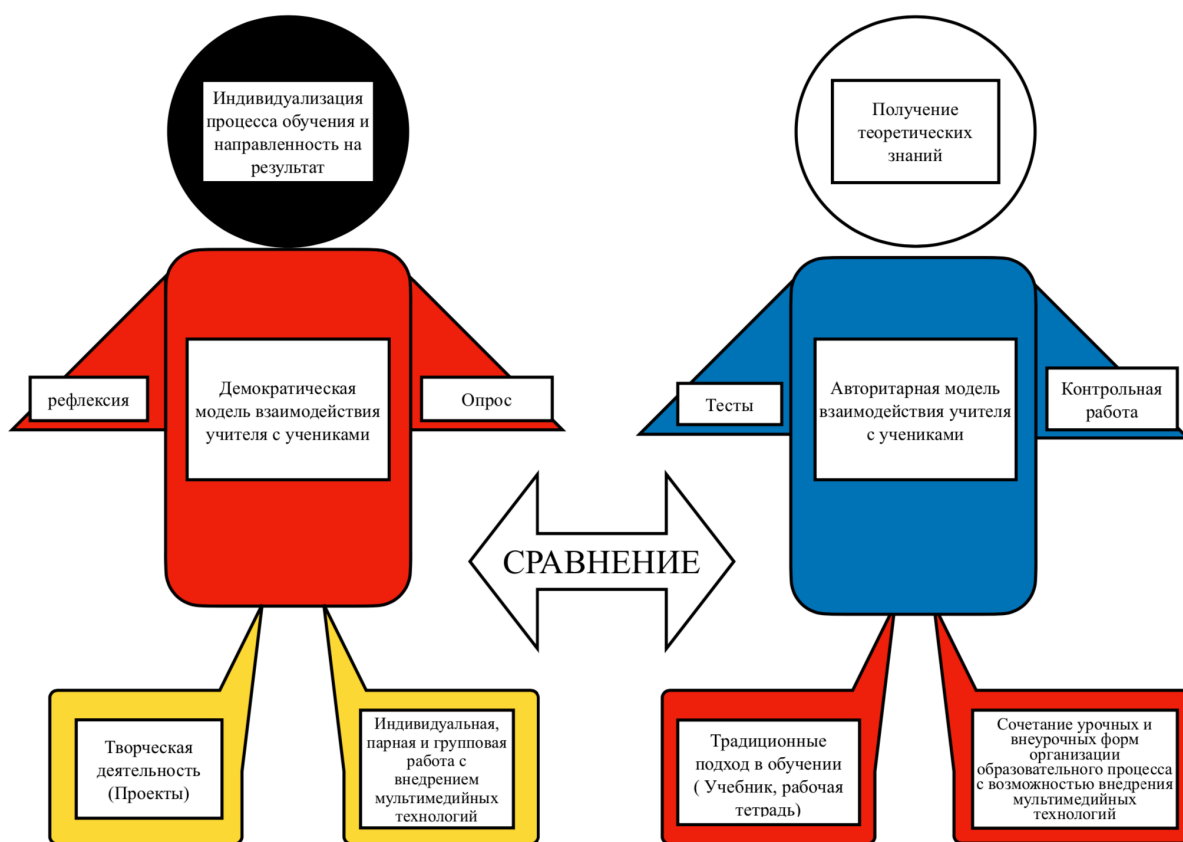 Индивидуализация
процесса обучения и
направленность на
результат
Получение
теоретических
знаний
рефлексия
Демократическая
модель взаимодействия
учителя с учениками
Опрос
Тесты
Авторитарная модель
взаимодействия учителя
с учениками
Контрольная
работа
СРАВНЕНИЕ
Творческая
деятельность
(Проекты)
Индивидуальная,
парная и групповая
работа с
внедрением
мультимедийных
технологий
Традиционные
подход в обучении
( Учебник, рабочая
тетрадь)
Сочетание урочных и
внеурочных форм
организации
образовательного процесса
с возможностью внедрения
мультимедийных
технологий